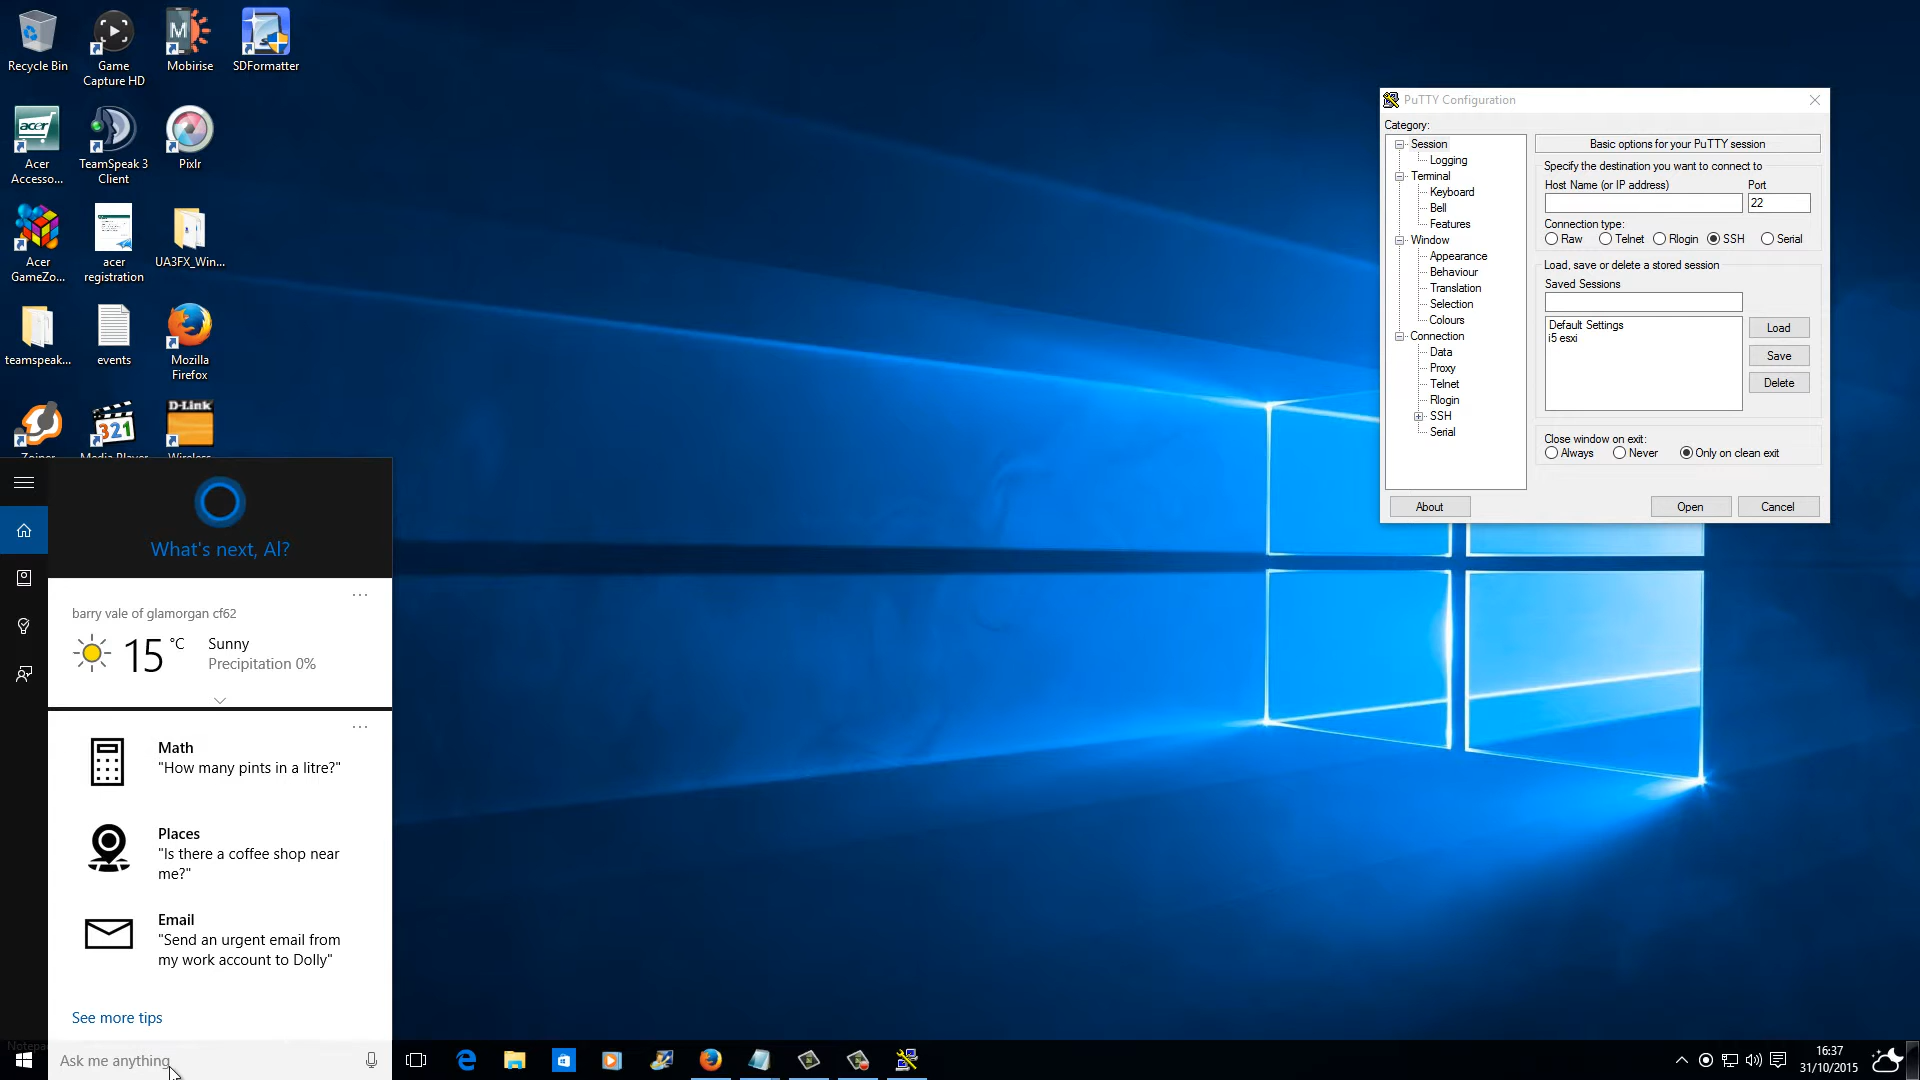 Recycle Bin
Game
Capture HD
Mobirise
SDFormatter
Acer
Accesso...
TeamSpeak 3
Client
Pixlr
Acer
GameZo...
acer
registration
UA3FX_Win...
teamspeak...
events
Mozilla
Firefox
acer
321
D-Link
Zoiper
Media Player
Wireless
What's next, Al?
barry vale of glamorgan cf62
15 °C
Sunny
Precipitation 0%
Math
"How many pints in a litre?"
Places
"Is there a coffee shop near
me?"
Email
"Send an urgent email from
my work account to Dolly"
See more tips
Ask me anything
PuTTY Configuration
Category:
Session
Logging
Terminal
Keyboard
Bell
Features
Window
Appearance
Behaviour
Translation
Selection
Colours
Connection
Data
Proxy
Telnet
Rlogin
SSH
Serial
Basic options for your PuTTY session
Specify the destination you want to connect to
Host Name (or IP address)
Port
22
Connection type:
Raw
Telnet
Rlogin
SSH
Serial
Load, save or delete a stored session
Saved Sessions
Default Settings
i5 esxi
Load
Save
Delete
Close window on exit:
Always
Never
Only on clean exit
About
Open
Cancel
16:37
31/10/2015